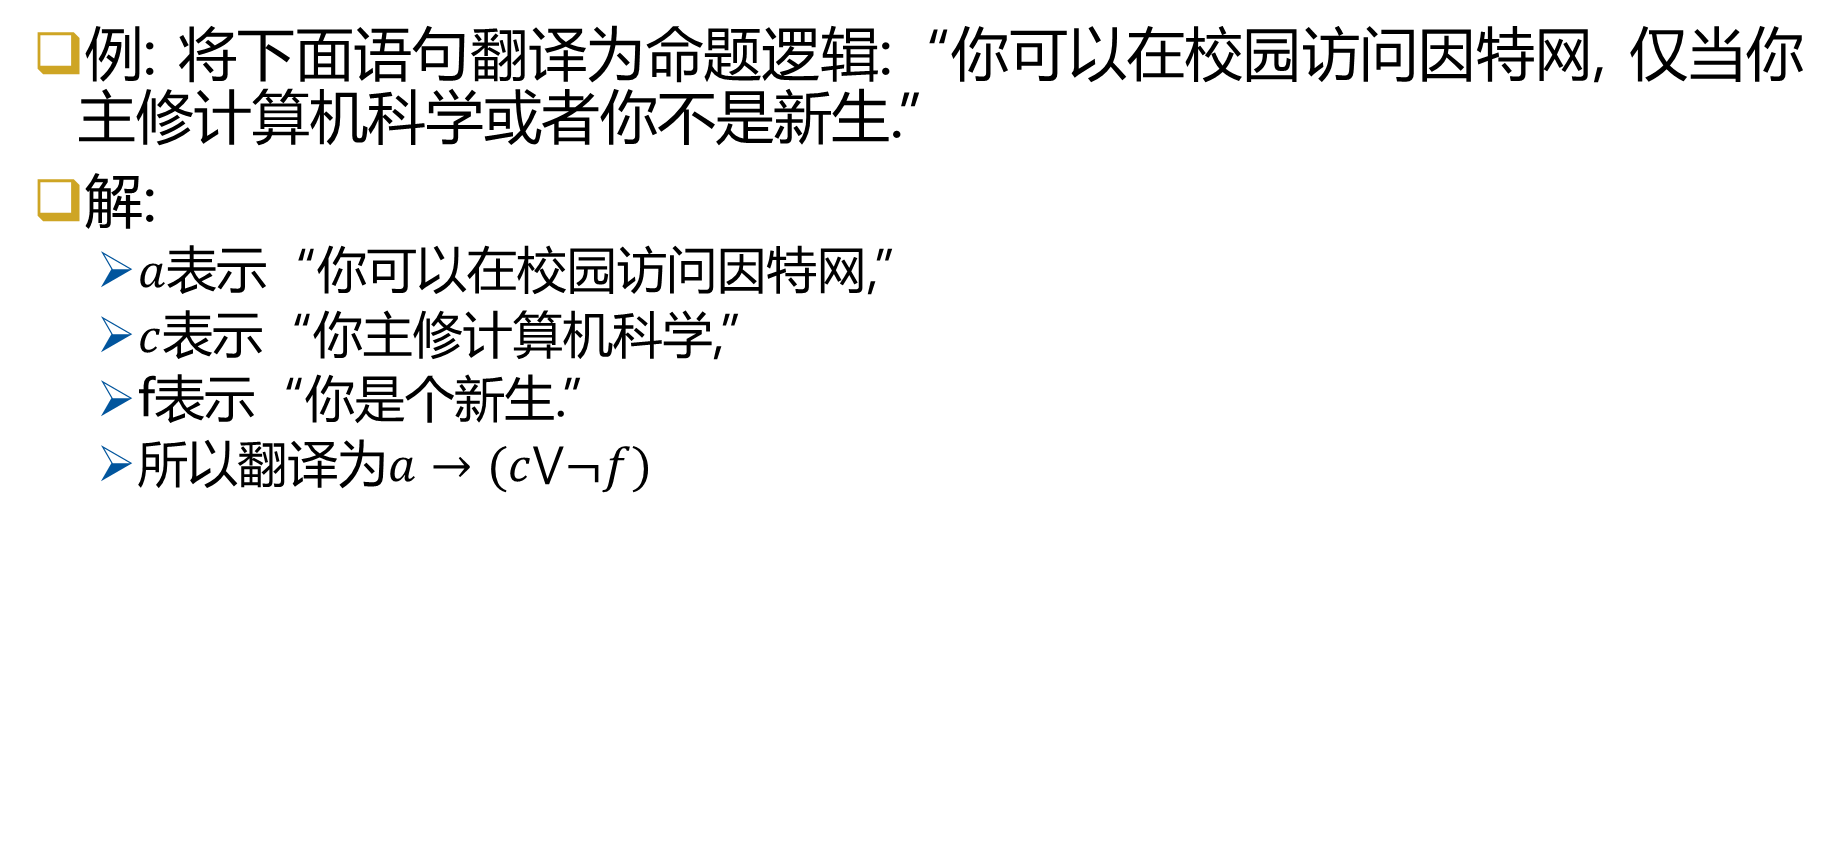 例: 将下面语句翻译为命题逻辑: “你可以在校园访问因特网, 仅当你
主修计算机科学或者你不是新生.”
解:
a表示 “你可以在校园访问因特网,”
c表示 “你主修计算机科学,”
f表示 “你是个新生.”
所以翻译为a → (c∨¬f)